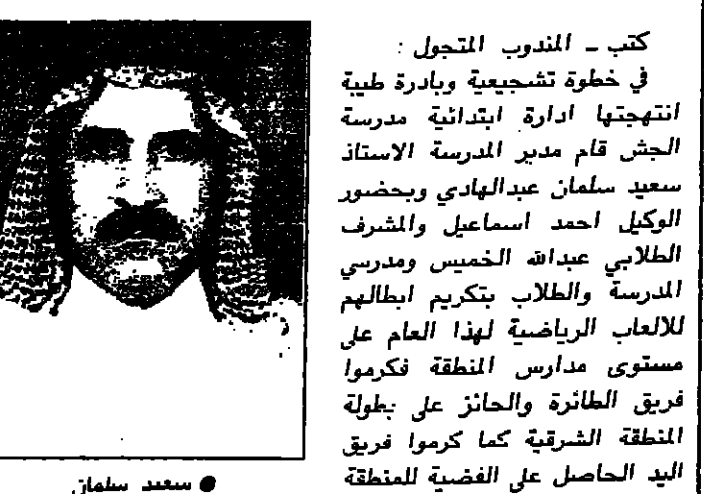 كتب ـ المندوب المتجول :
في خطوة تشجيعية وبادرة طيبة
انتهجتها ادارة ابتدائية مدرسة
الجش قام مدير المدرسة الاستاذ
سعيد سلمان عبدالهادي وبحضور
الوكيل احمد اسماعيل والمشرف
الطلابي عبدالله الخميس ومدرسي
المدرسة والطلاب بتكريم ابطالهم
للالعاب الرياضية لهذا العام على
مستوى مدارس المنطقة فكرموا
فريق الطائرة والحائز على بطولة
المنطقة الشرقية كما كرموا فريق
اليد الحاصل على الفضية للمنطقة
● سعيد سلمان